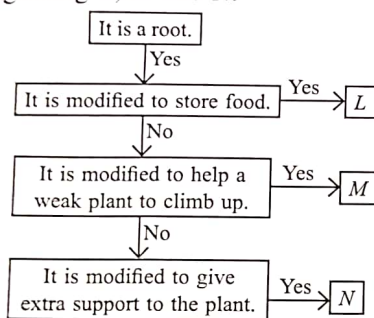 It is a root.
Yes
It is modified to store food.
Yes
L
No
It is modified to help a
weak plant to climb up.
Yes
M
No
It is modified to give
extra support to the plant.
Yes
N